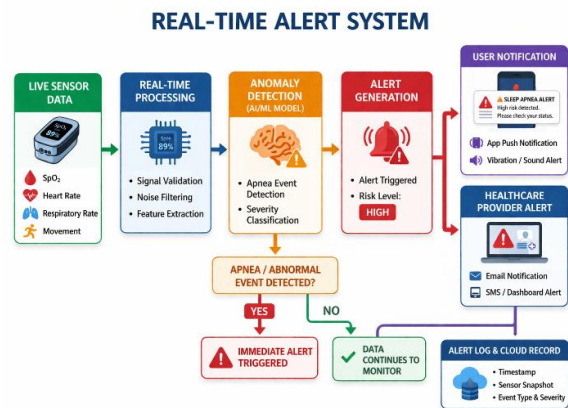 REAL-TIME ALERT SYSTEM
LIVE SENSOR
DATA
SpO₂
89%
SpO₂
Heart Rate
Respiratory Rate
Movement
REAL-TIME
PROCESSING
89%
• Signal Validation
• Noise Filtering
• Feature Extraction
ANOMALY
DETECTION
(AI/ML MODEL)
• Apnea Event
Detection
• Severity
Classification
ALERT
GENERATION
• Alert Triggered
• Risk Level:
HIGH
USER NOTIFICATION
SLEEP APNEA ALERT
High risk detected.
Please check your status.
App Push Notification
Vibration / Sound Alert
HEALTHCARE
PROVIDER ALERT
Email Notification
SMS / Dashboard Alert
APNEA / ABNORMAL
EVENT DETECTED?
YES
NO
IMMEDIATE ALERT
TRIGGERED
DATA
CONTINUES TO
MONITOR
ALERT LOG & CLOUD RECORD
• Timestamp
• Sensor Snapshot
• Event Type & Severity